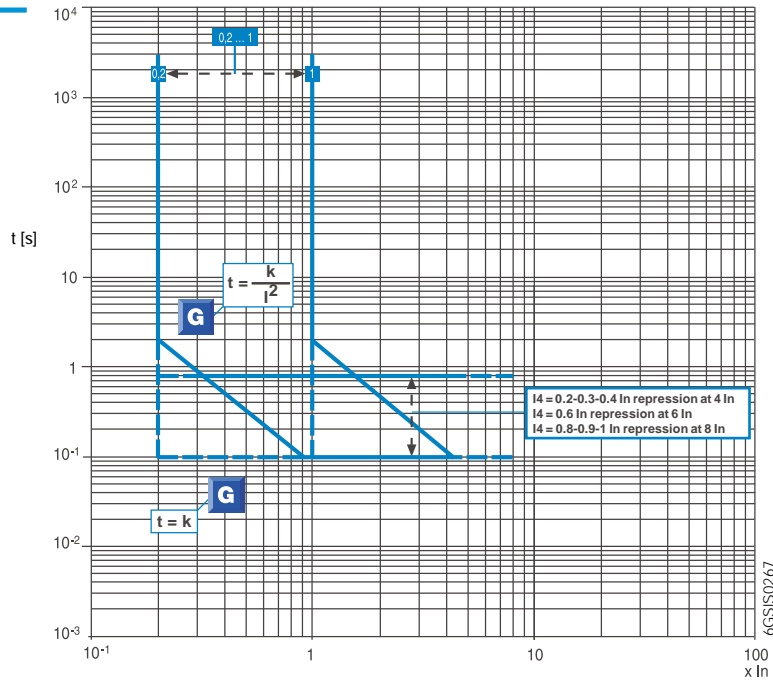 10⁴
0,2 ... 1
0,2
1
10³
10²
t [s]
10
t = k / I²
G
1
I4 = 0.2-0.3-0.4 In repression at 4 In
I4 = 0.6 In repression at 6 In
I4 = 0.8-0.9-1 In repression at 8 In
10⁻¹
G
t = k
10⁻²
10⁻³
10⁻¹
1
10
100
x In
6GSIS0267